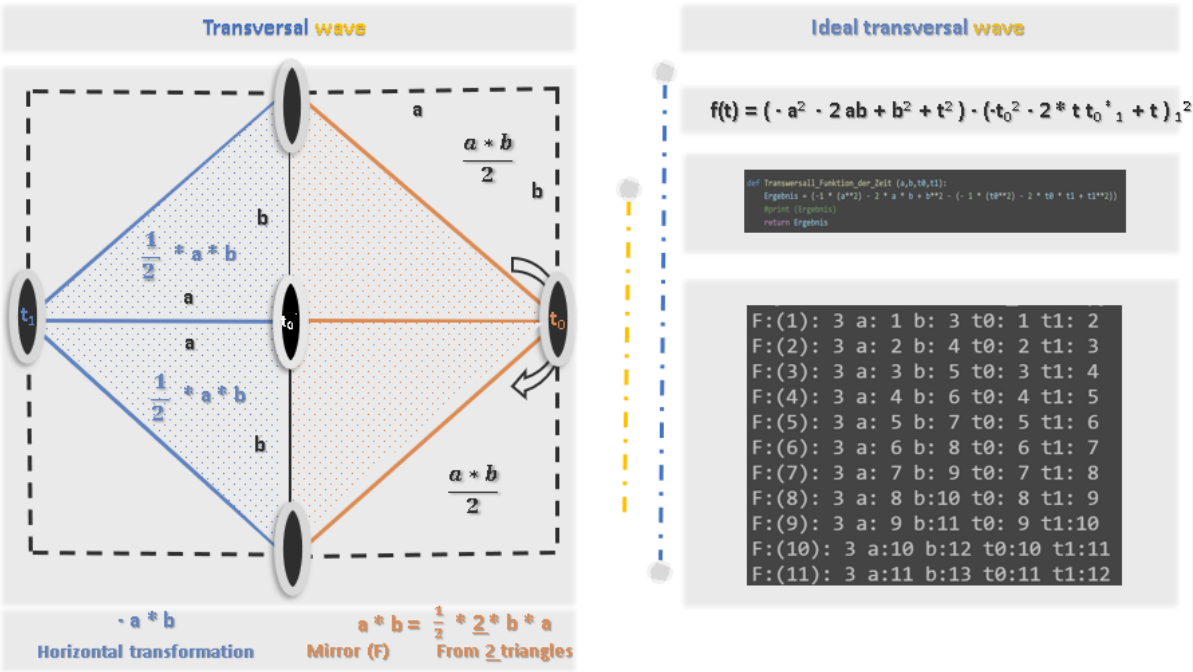 Transversal wave
Ideal transversal wave
a
a * b
2
b
b
1
2
* a * b
a
t1
t0'
t0
a
1
2
* a * b
b
a * b
2
- a * b
Horizontal transformation
a * b = 1/2 * 2 * b * a
Mirror (F) From 2 triangles
f(t) = ( - a² - 2 ab + b² + t² ) - (-t₀² - 2 * t t₀'₁ + t )₁²
def Transwersall_Funktion_der_Zeit (a,b,t0,t1):
Ergebnis = (-1 * (a**2) - 2 * a * b + b**2 - (- 1 * (t0**2) - 2 * t0 * t1 + t1**2))
#print (Ergebnis)
return Ergebnis
F:(1): 3 a: 1 b: 3 t0: 1 t1: 2
F:(2): 3 a: 2 b: 4 t0: 2 t1: 3
F:(3): 3 a: 3 b: 5 t0: 3 t1: 4
F:(4): 3 a: 4 b: 6 t0: 4 t1: 5
F:(5): 3 a: 5 b: 7 t0: 5 t1: 6
F:(6): 3 a: 6 b: 8 t0: 6 t1: 7
F:(7): 3 a: 7 b: 9 t0: 7 t1: 8
F:(8): 3 a: 8 b:10 t0: 8 t1: 9
F:(9): 3 a: 9 b:11 t0: 9 t1:10
F:(10): 3 a:10 b:12 t0:10 t1:11
F:(11): 3 a:11 b:13 t0:11 t1:12